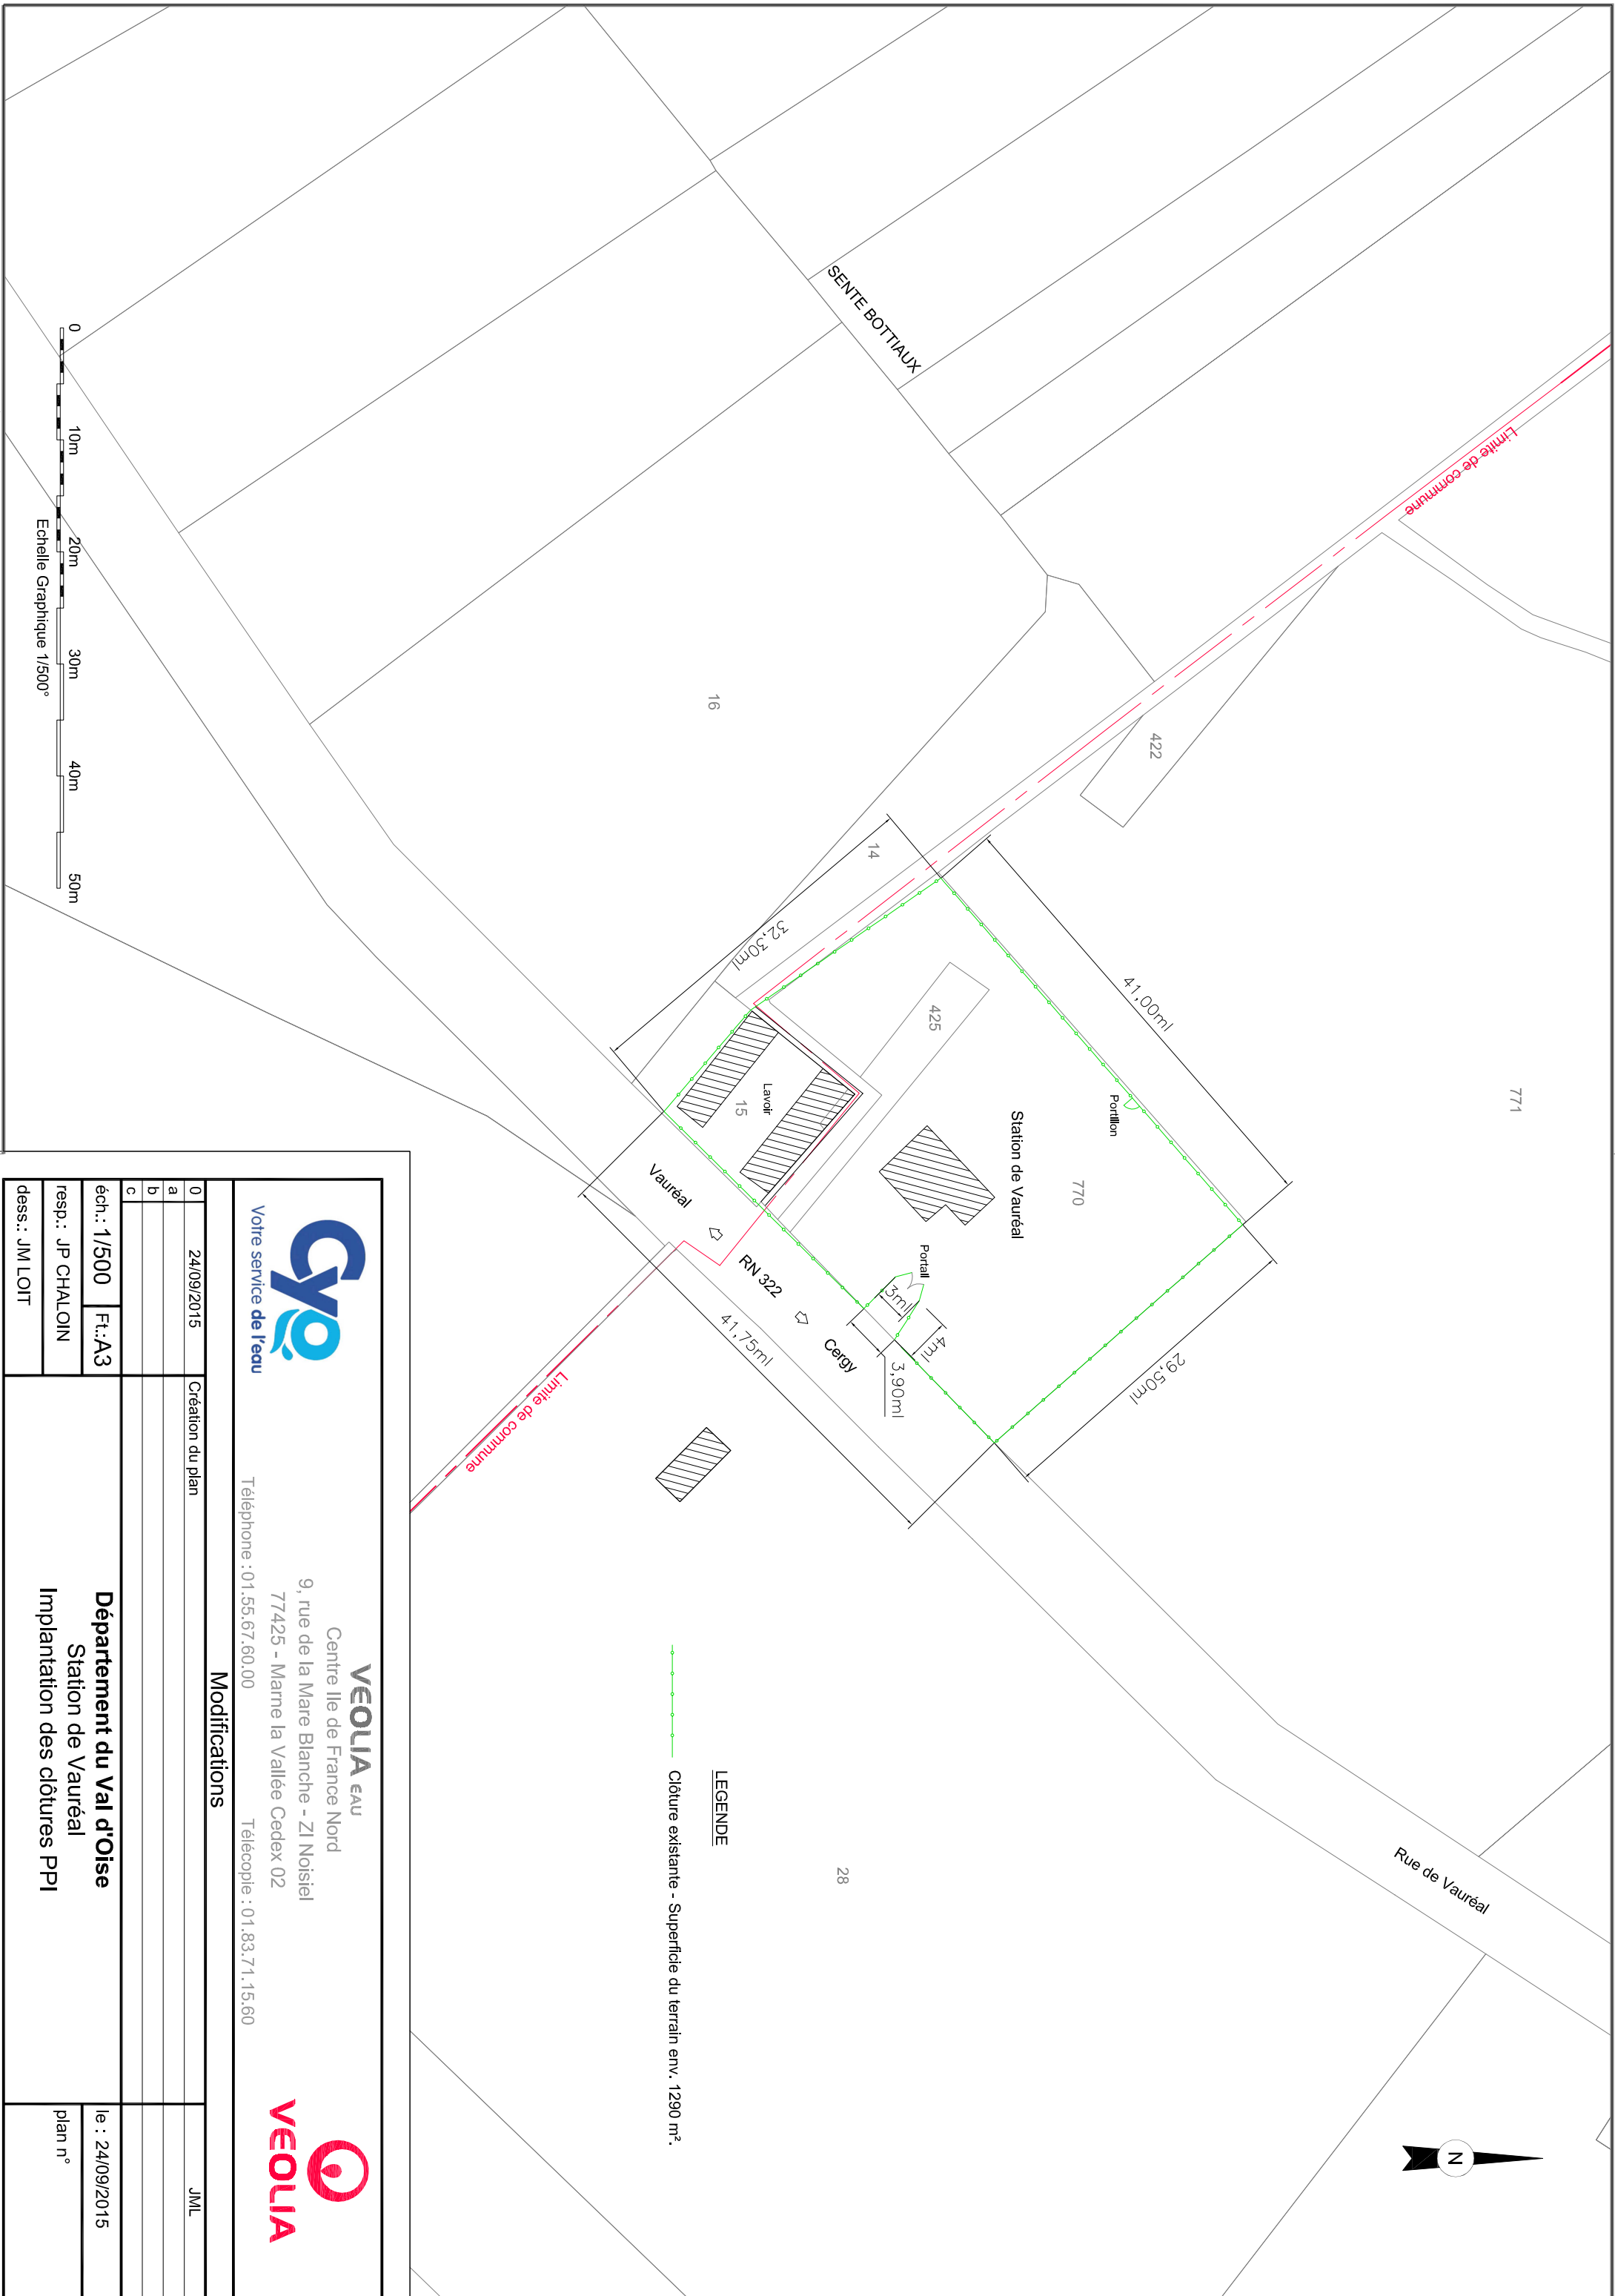 SENTE BOTTIAUX
Limite de commune
422
16
14
771
41,00ml
Portillon
770
Station de Vauréal
425
32,30ml
Lavoir
15
Portail
3ml
4ml
3,90ml
29,50ml
Vauréal
RN 322
Cergy
41,75ml
Limite de commune
28
Rue de Vauréal
N
LEGENDE
Clôture existante - Superficie du terrain env. 1290 m².
0
10m
20m
30m
40m
50m
Echelle Graphique 1/500°
Cyo
Votre service de l'eau
VEOLIA EAU
Centre Ile de France Nord
9, rue de la Mare Blanche - ZI Noisiel
77425 - Marne la Vallée Cedex 02
Téléphone : 01.55.67.60.00
Télécopie : 01.83.71.15.60
VEOLIA
Modifications
0 24/09/2015 Création du plan JML
a
b
c
éch.: 1/500 Ft.:A3
resp.: JP CHALOIN
dess.: JM LOIT
Département du Val d'Oise
Station de Vauréal
Implantation des clôtures PPI
le : 24/09/2015
plan n°